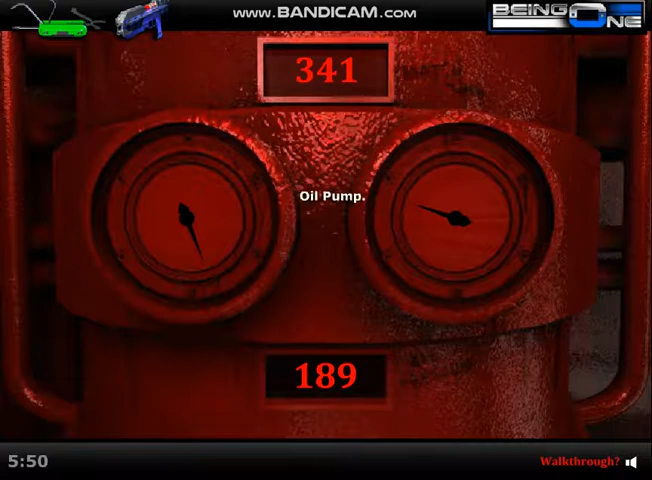 www.BANDICAM.com
BEING ONE
341
Oil Pump.
189
5:50
Walkthrough?